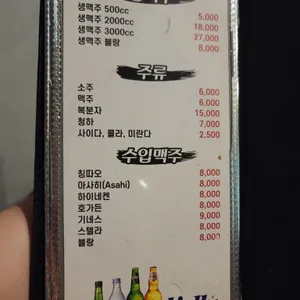 생맥주 500cc 5,000
생맥주 2000cc 18,000
생맥주 3000cc 27,000
생맥주 블랑 8,000
주류
소주 6,000
맥주 6,000
복분자 15,000
청하 7,000
사이다, 콜라, 미란다 2,500
수입맥주
칭따오 8,000
아사히(Asahi) 8,000
하이네켄 8,000
호가든 8,000
기네스 9,000
스텔라 8,000
블랑 8,000